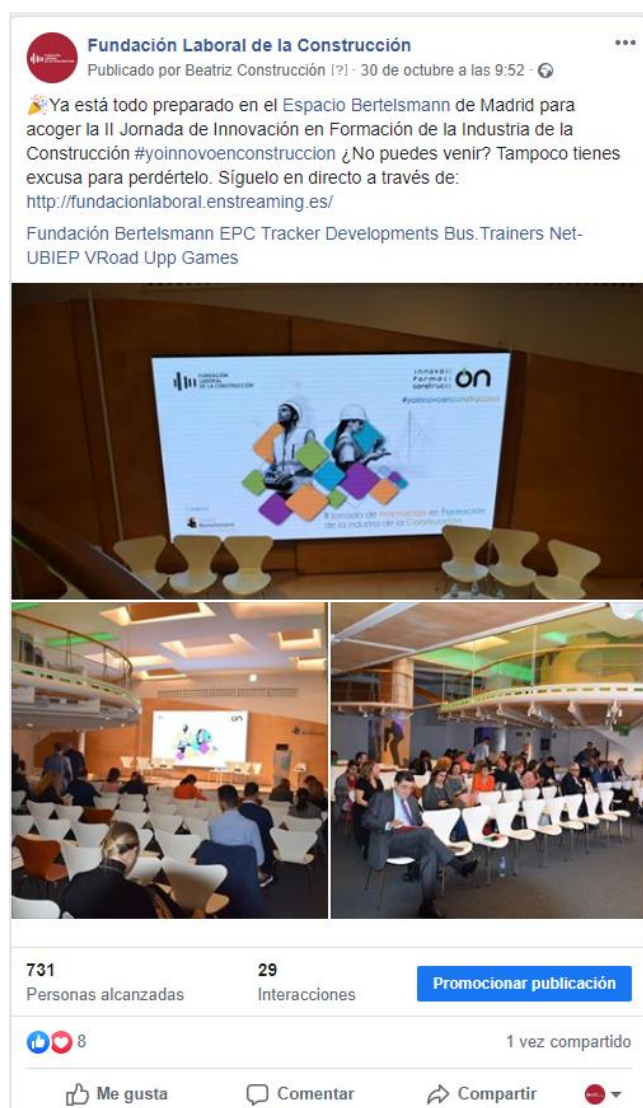 Fundación Laboral de la Construcción
Publicado por Beatriz Construcción [?] · 30 de octubre a las 9:52 ·
Ya está todo preparado en el Espacio Bertelsmann de Madrid para
acoger la II Jornada de Innovación en Formación de la Industria de la
Construcción #yoinnovoenconstruccion ¿No puedes venir? Tampoco tienes
excusa para perdértelo. Síguelo en directo a través de:
http://fundacionlaboral.enstreaming.es/
Fundación Bertelsmann EPC Tracker Developments Bus.Trainers Net-
UBIEP VRoad Upp Games
FUNDACIÓN
LABORAL
DE LA CONSTRUCCIÓN
innovaci
formaci
construcci
ón
#yoinnovoenconstruccion
II Jornada de Innovación en Formación
de la Industria de la Construcción
Bertelsmann
731
Personas alcanzadas
29
Interacciones
Promocionar publicación
8
1 vez compartido
Me gusta
Comentar
Compartir